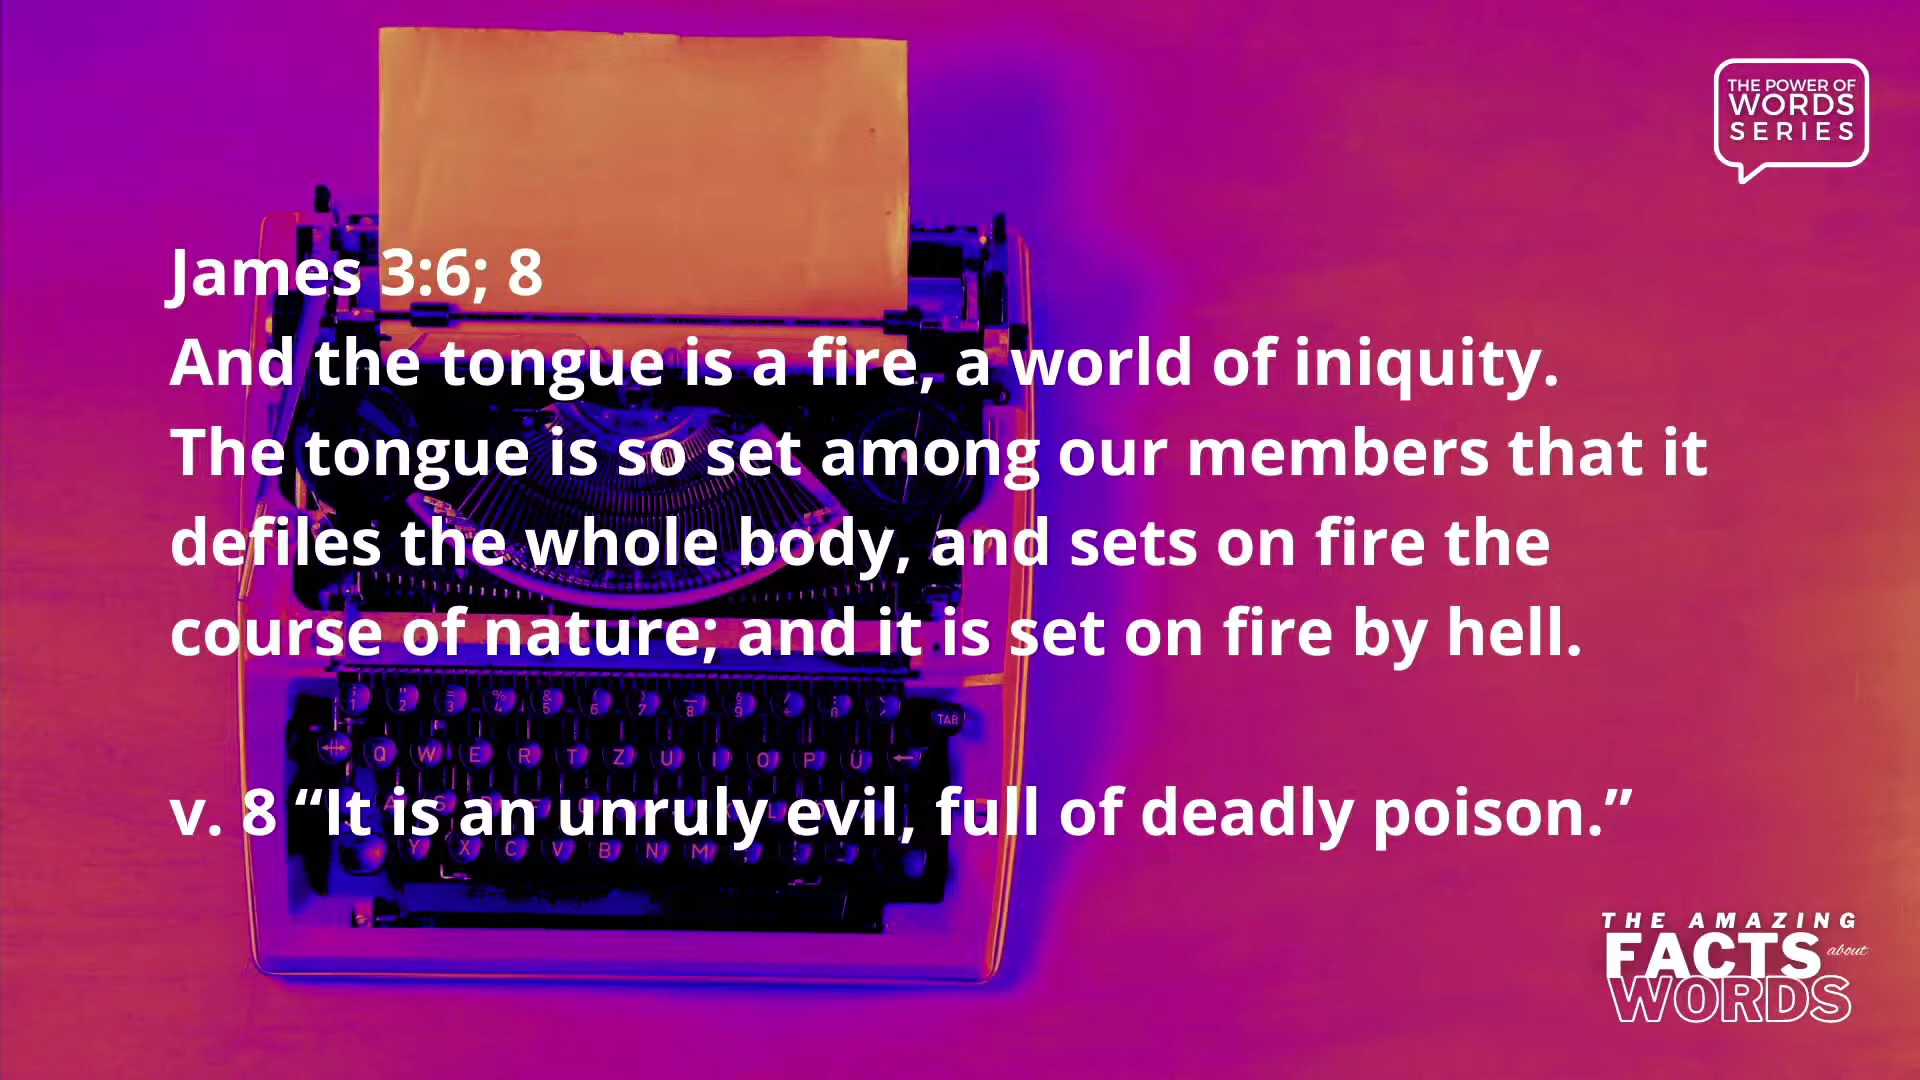 THE POWER OF
WORDS
SERIES
James 3:6; 8
And the tongue is a fire, a world of iniquity.
The tongue is so set among our members that it
defiles the whole body, and sets on fire the
course of nature; and it is set on fire by hell.
TAB
Q W E R T Z U I O P Ü
v. 8 “It is an unruly evil, full of deadly poison.”
Y X C V B N M
THE AMAZING
FACTS about
WORDS